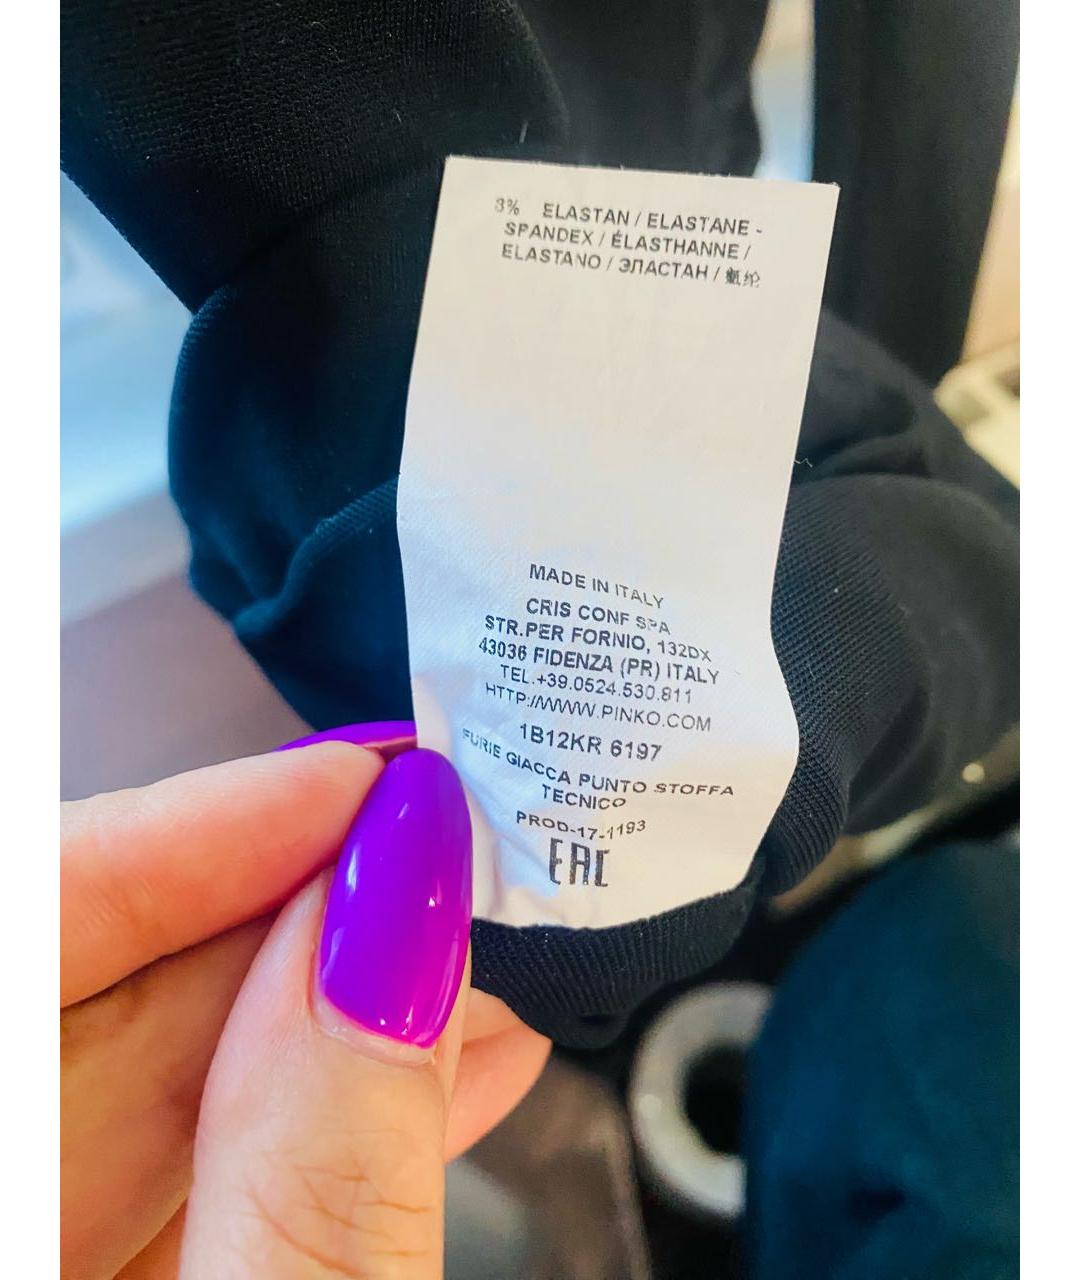 3% ELASTAN / ELASTANE -
SPANDEX / ÉLASTHANNE /
ELASTANO / ЭЛАСТАН / 氨纶
MADE IN ITALY
CRIS CONF SPA
STR.PER FORNIO, 132DX
43036 FIDENZA (PR) ITALY
TEL.+39.0524.530.811
HTTP://WWW.PINKO.COM
1B12KR 6197
FURIE GIACCA PUNTO STOFFA
TECNICO
PROD-17-1193
EAC